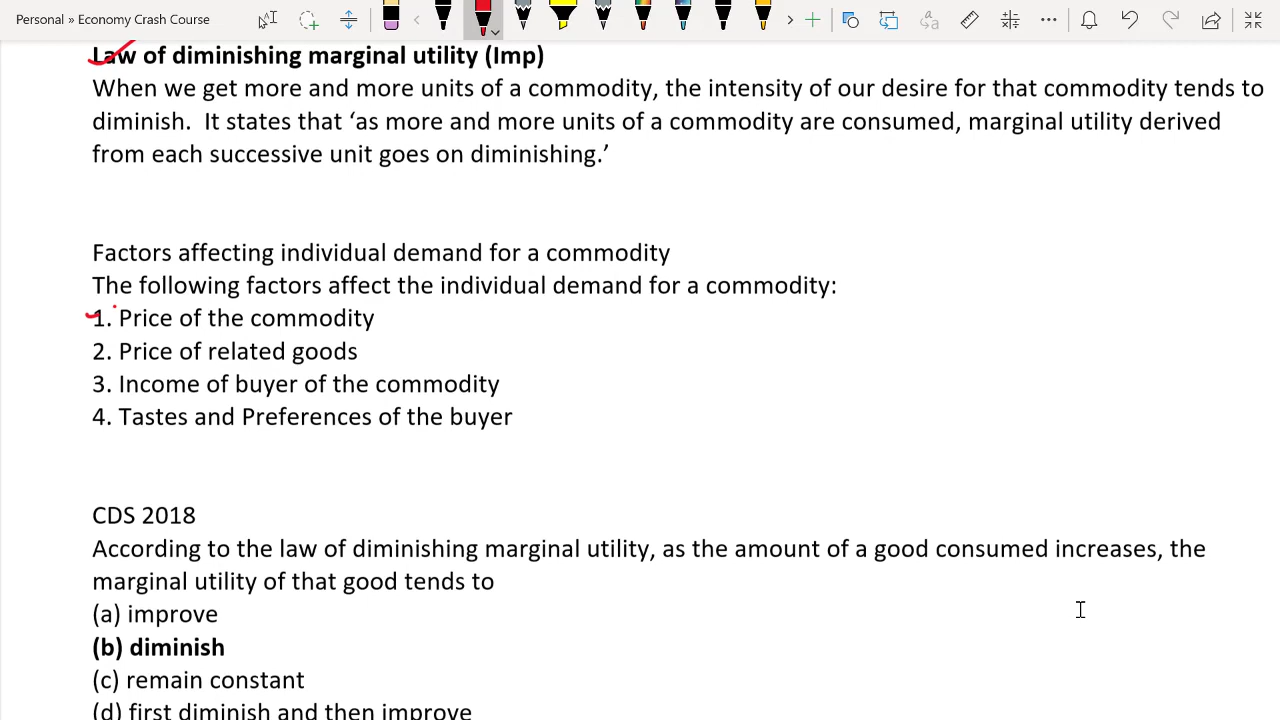 Personal » Economy Crash Course
Law of diminishing marginal utility (Imp)
When we get more and more units of a commodity, the intensity of our desire for that commodity tends to
diminish.  It states that ‘as more and more units of a commodity are consumed, marginal utility derived
from each successive unit goes on diminishing.’
Factors affecting individual demand for a commodity
The following factors affect the individual demand for a commodity:
1. Price of the commodity
2. Price of related goods
3. Income of buyer of the commodity
4. Tastes and Preferences of the buyer
CDS 2018
According to the law of diminishing marginal utility, as the amount of a good consumed increases, the
marginal utility of that good tends to
(a) improve
(b) diminish
(c) remain constant
(d) first diminish and then improve